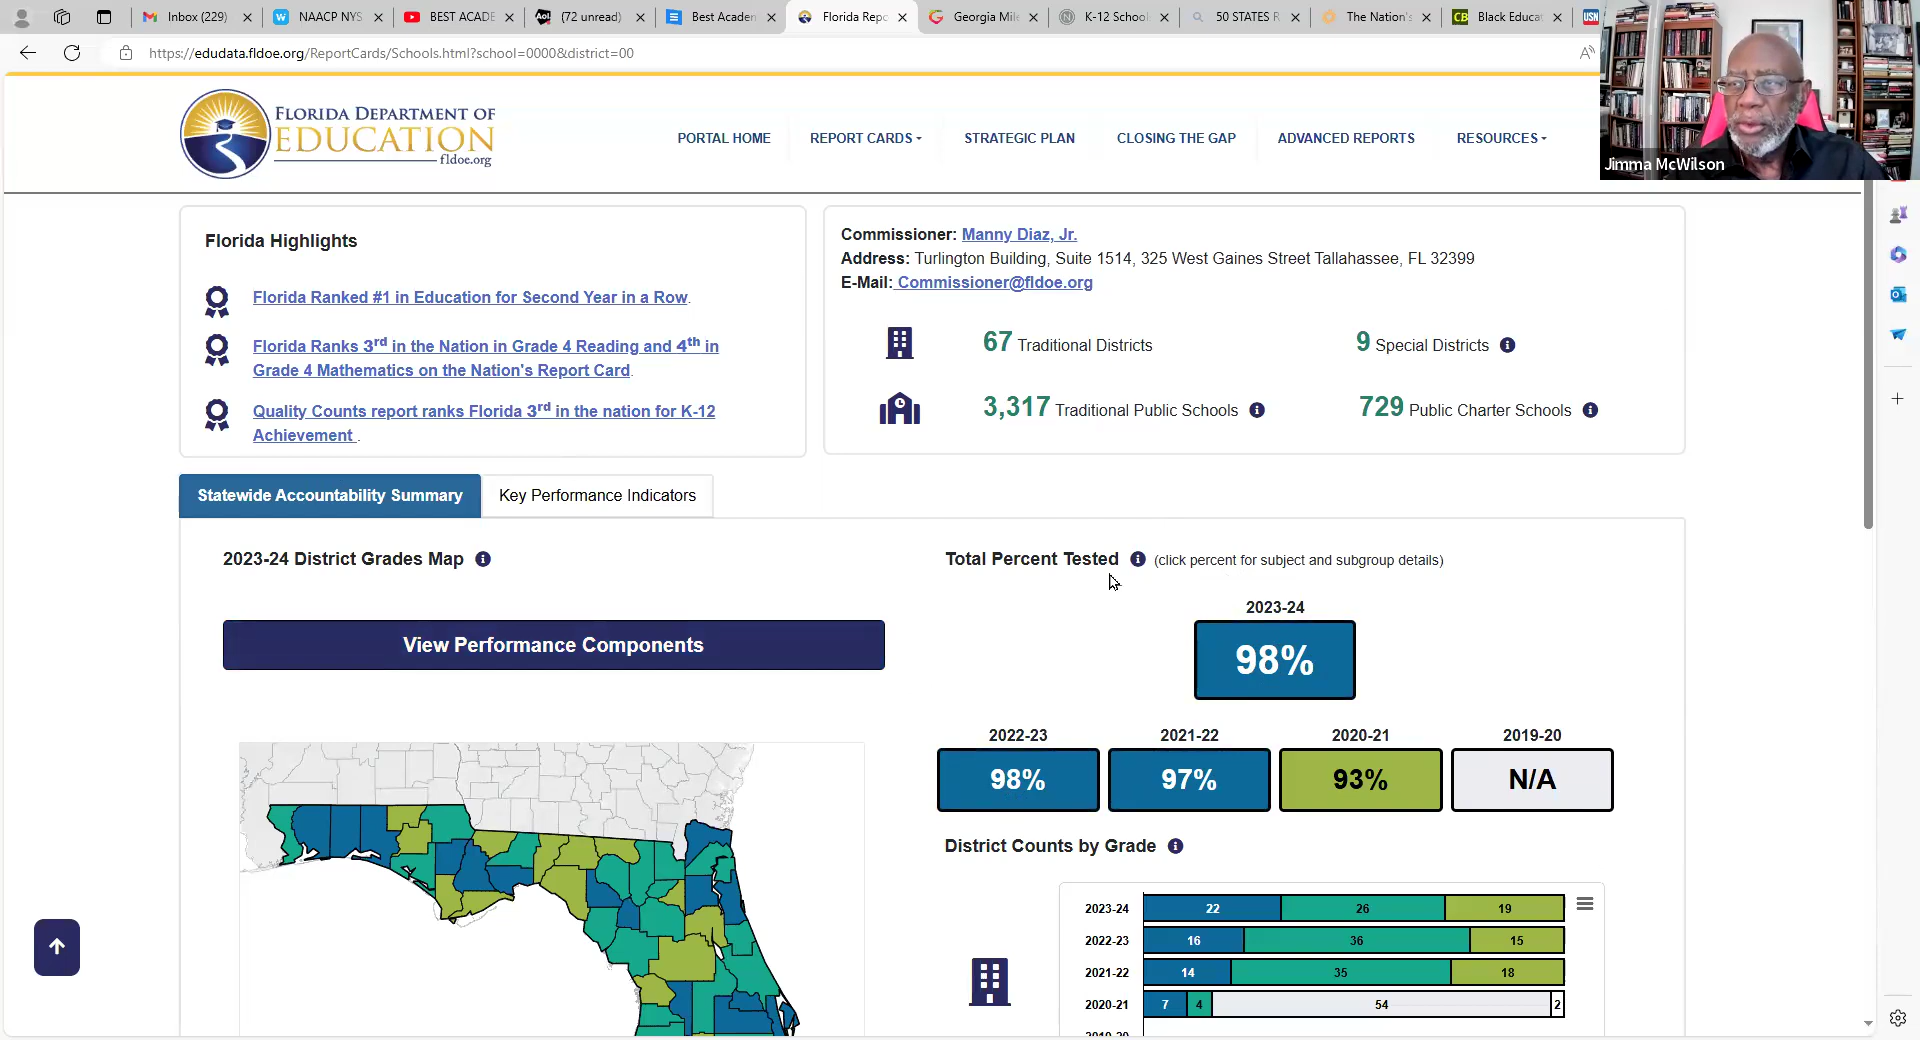 Inbox (229)
NAACP NYS
BEST ACADE
Aol.
(72 unread)
Best Academ
Florida Repo
Georgia Mile
K-12 School
50 STATES R
The Nation's
CB
Black Educat
USN
https://edudata.fldoe.org/ReportCards/Schools.html?school=0000&district=00
FLORIDA DEPARTMENT OF
EDUCATION
fldoe.org
PORTAL HOME
REPORT CARDS
STRATEGIC PLAN
CLOSING THE GAP
ADVANCED REPORTS
RESOURCES
Jimma McWilson
Florida Highlights
Florida Ranked #1 in Education for Second Year in a Row.
Florida Ranks 3rd in the Nation in Grade 4 Reading and 4th in
Grade 4 Mathematics on the Nation's Report Card.
Quality Counts report ranks Florida 3rd in the nation for K-12
Achievement .
Commissioner: Manny Diaz, Jr.
Address: Turlington Building, Suite 1514, 325 West Gaines Street Tallahassee, FL 32399
E-Mail: Commissioner@fldoe.org
67 Traditional Districts
9 Special Districts
3,317 Traditional Public Schools
729 Public Charter Schools
Statewide Accountability Summary
Key Performance Indicators
2023-24 District Grades Map
View Performance Components
Total Percent Tested (click percent for subject and subgroup details)
2023-24
98%
2022-23
2021-22
2020-21
2019-20
98%
97%
93%
N/A
District Counts by Grade
2023-24 22 26 19
2022-23 16 36 15
2021-22 14 35 18
2020-21 7 4 54 2